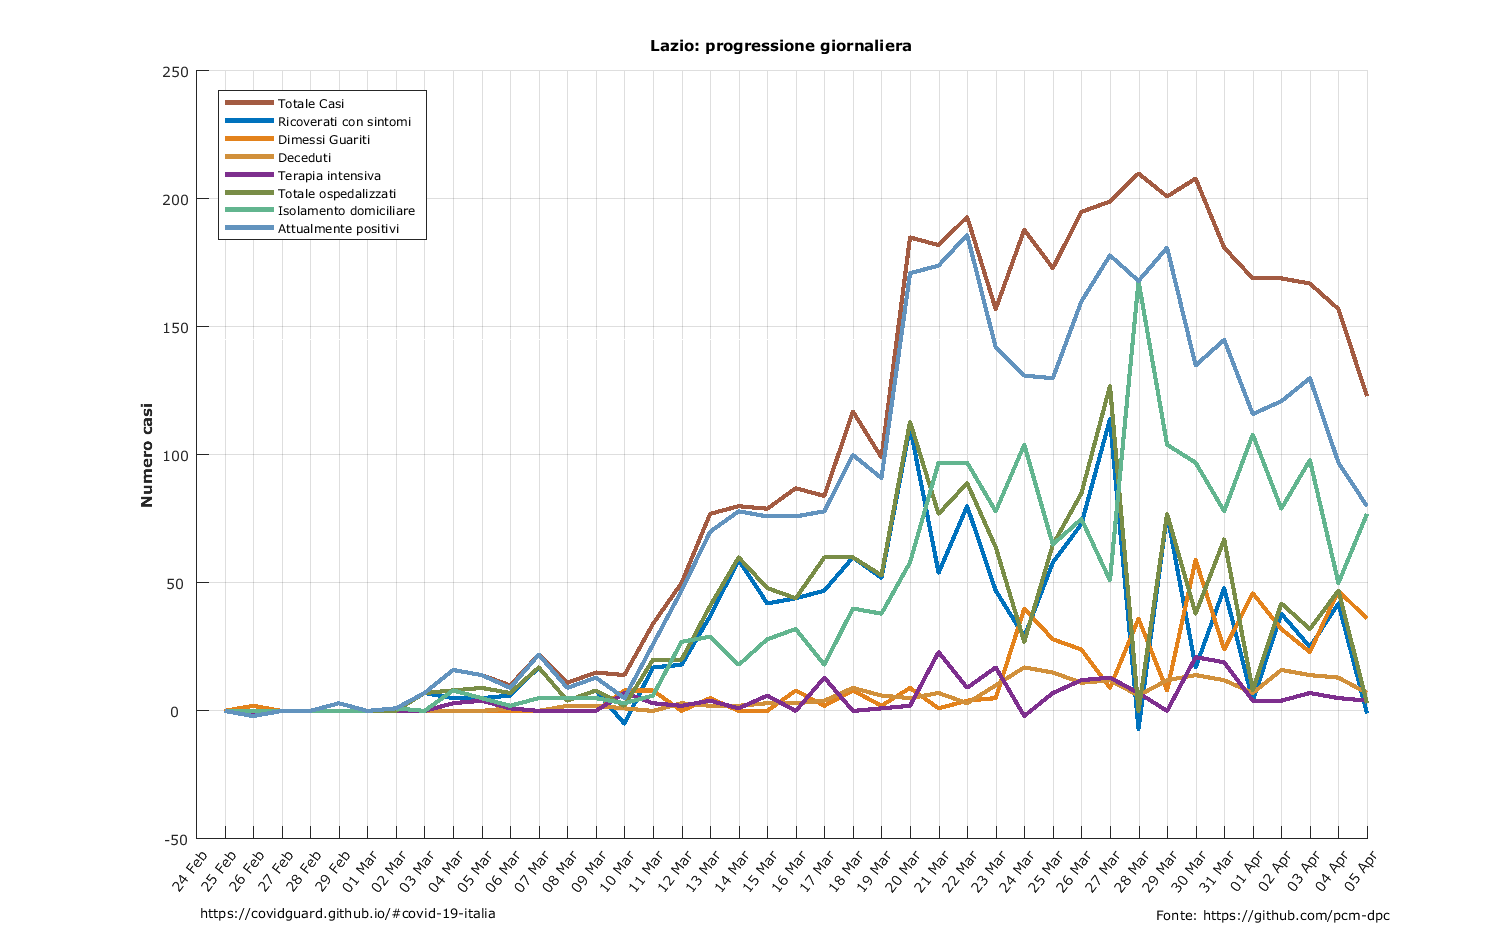 Lazio: progressione giornaliera
Numero casi
250
200
150
100
50
0
-50
Totale Casi
Ricoverati con sintomi
Dimessi Guariti
Deceduti
Terapia intensiva
Totale ospedalizzati
Isolamento domiciliare
Attualmente positivi
24 Feb
25 Feb
26 Feb
27 Feb
28 Feb
29 Feb
01 Mar
02 Mar
03 Mar
04 Mar
05 Mar
06 Mar
07 Mar
08 Mar
09 Mar
10 Mar
11 Mar
12 Mar
13 Mar
14 Mar
15 Mar
16 Mar
17 Mar
18 Mar
19 Mar
20 Mar
21 Mar
22 Mar
23 Mar
24 Mar
25 Mar
26 Mar
27 Mar
28 Mar
29 Mar
30 Mar
31 Mar
01 Apr
02 Apr
03 Apr
04 Apr
05 Apr
https://covidguard.github.io/#covid-19-italia
Fonte: https://github.com/pcm-dpc